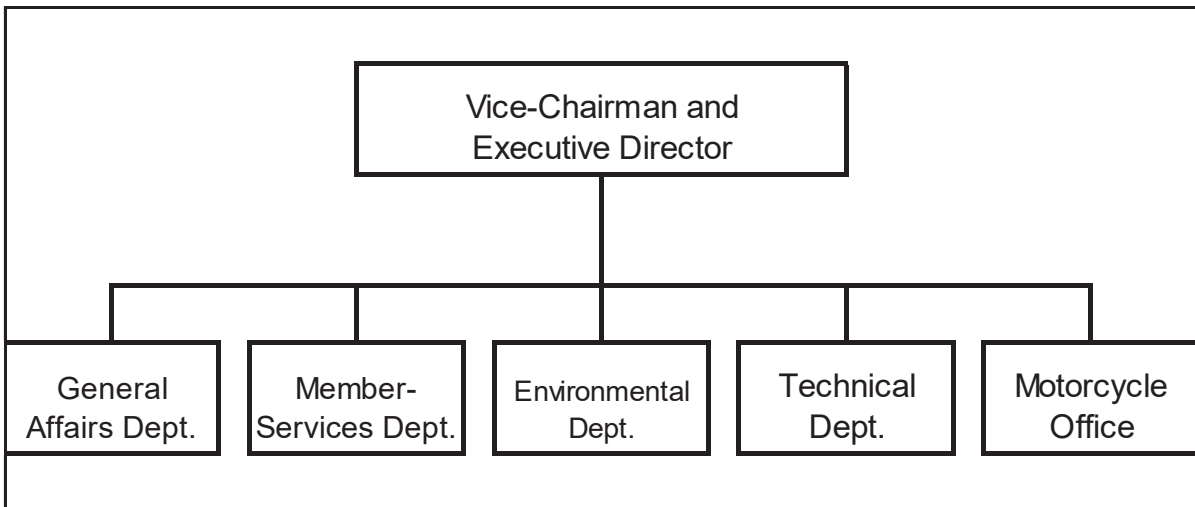 Vice-Chairman and
Executive Director
General
Affairs Dept.
Member-
Services Dept.
Environmental
Dept.
Technical
Dept.
Motorcycle
Office